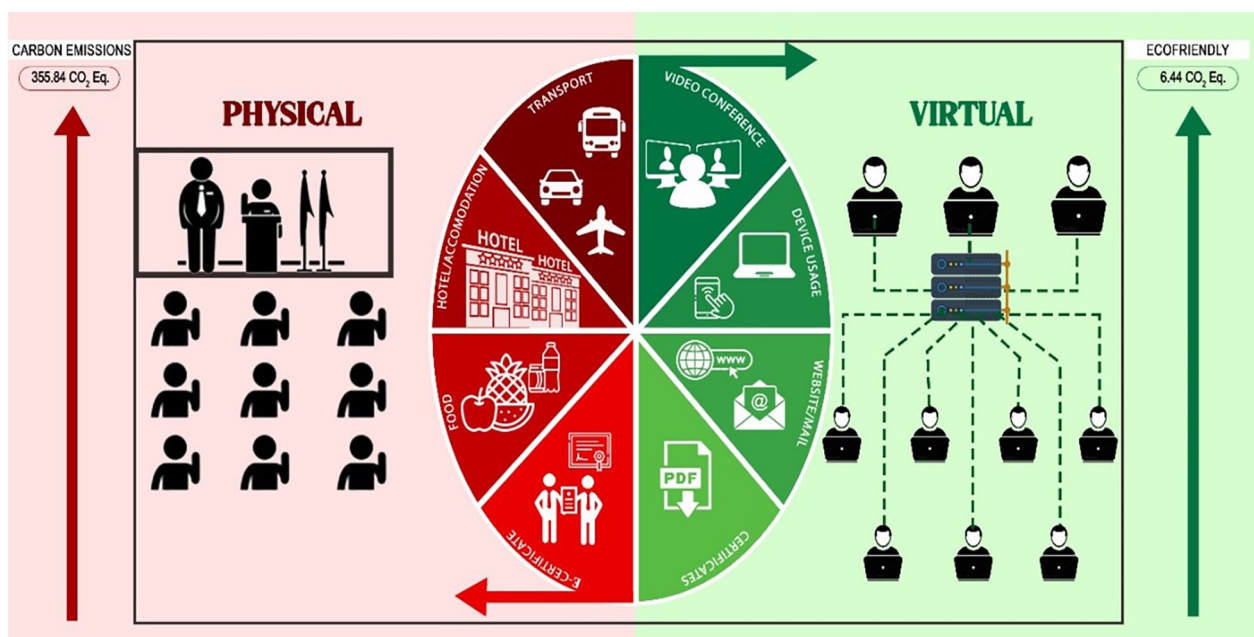 CARBON EMISSIONS
355.84 CO₂ Eq.
PHYSICAL
TRANSPORT
HOTEL/ACCOMODATION
HOTEL
HOTEL
FOOD
E-CERTIFICATE
VIDEO CONFERENCE
DEVICE USAGE
WWW
@
WEBSITE/MAIL
PDF
CERTIFICATES
VIRTUAL
ECOFRIENDLY
6.44 CO₂ Eq.